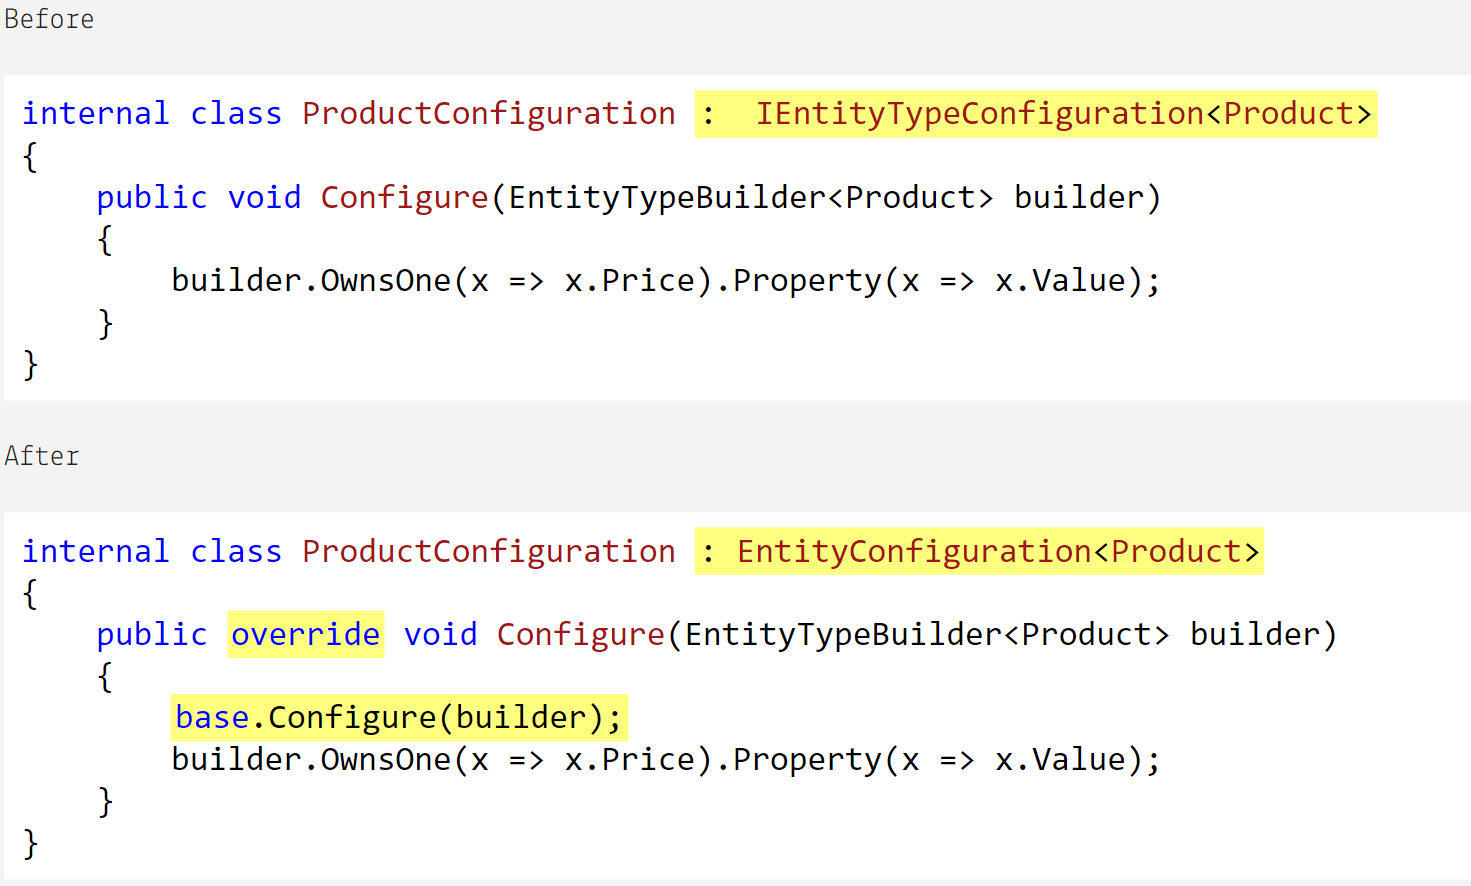 Before
internal class ProductConfiguration :  IEntityTypeConfiguration<Product>
{
    public void Configure(EntityTypeBuilder<Product> builder)
    {
        builder.OwnsOne(x => x.Price).Property(x => x.Value);
    }
}
After
internal class ProductConfiguration : EntityConfiguration<Product>
{
    public override void Configure(EntityTypeBuilder<Product> builder)
    {
        base.Configure(builder);
        builder.OwnsOne(x => x.Price).Property(x => x.Value);
    }
}